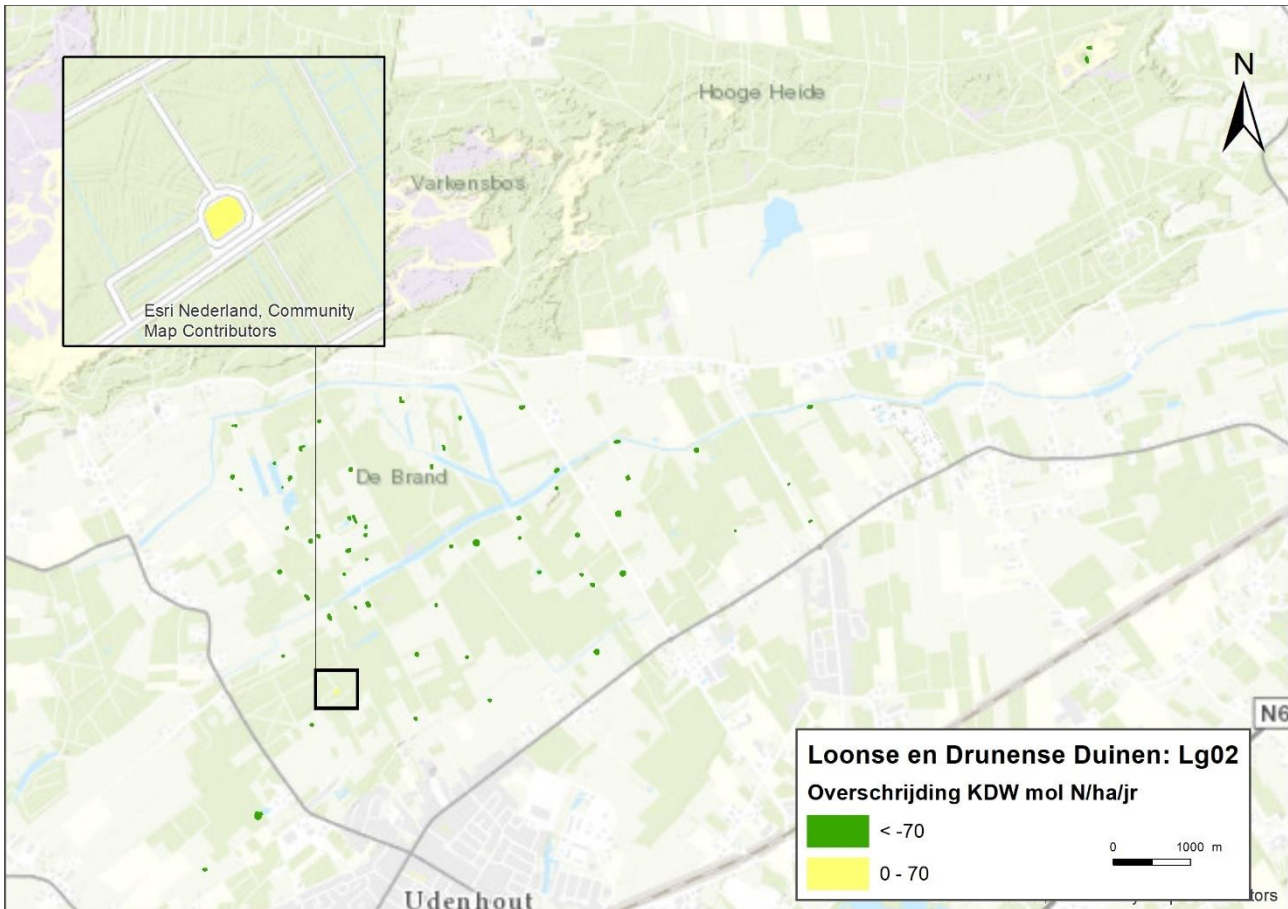 Hooge Heide
N
Varkensbos
Esri Nederland, Community
Map Contributors
De Brand
N6
Loonse en Drunense Duinen: Lg02
Overschrijding KDW mol N/ha/jr
< -70
0 - 70
0 1000 m
Udenhout
tors